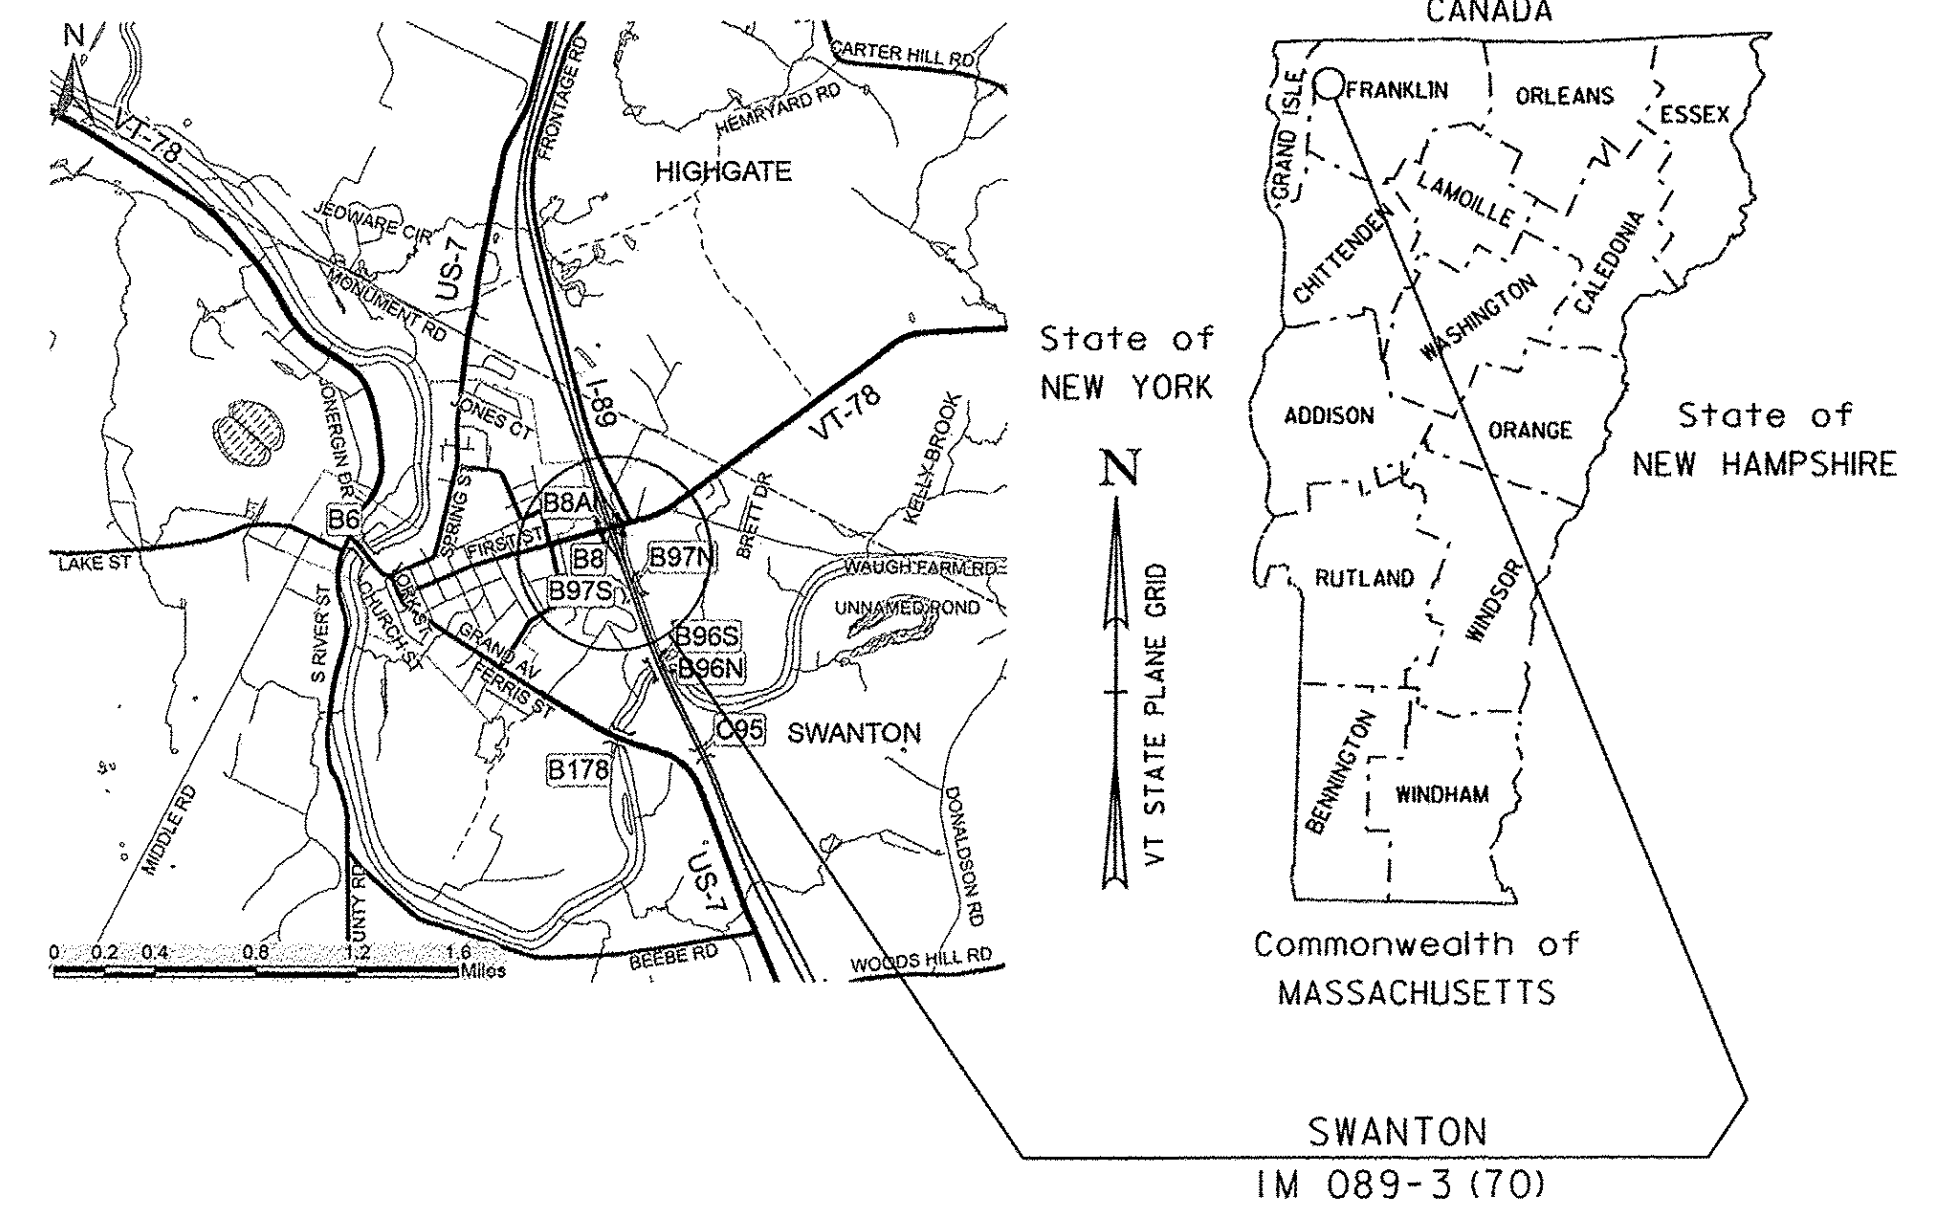 N
VT-78
FRONTAGE RD
CARTER HILL RD
HEMRYARD RD
HIGHGATE
JEDWARE CIR
US-7
MONUMENT RD
I-89
JONES CT
VT-78
KELLY-BROOK
ONERGIN DR
SPRING ST
BRETT DR
B6
B8A
FIRST ST
B8
B97N
B97S
LAKE ST
WAUGH FARM RD
UNNAMED POND
YORK ST
CHURCH ST
S RIVER ST
GRAND AV
FERRIS ST
B96S
B96N
C95
SWANTON
B178
MIDDLE RD
DONALDSON RD
US-7
UNTY RD
BEEBE RD
WOODS HILL RD
0 0.2 0.4 0.8 1.2 1.6
Miles
CANADA
GRAND ISLE
FRANKLIN
ORLEANS
ESSEX
LAMOILLE
CHITTENDEN
CALEDONIA
WASHINGTON
State of
NEW YORK
ADDISON
ORANGE
State of
NEW HAMPSHIRE
N
VT STATE PLANE GRID
RUTLAND
WINDSOR
BENNINGTON
WINDHAM
Commonwealth of
MASSACHUSETTS
SWANTON
IM 089-3 (70)